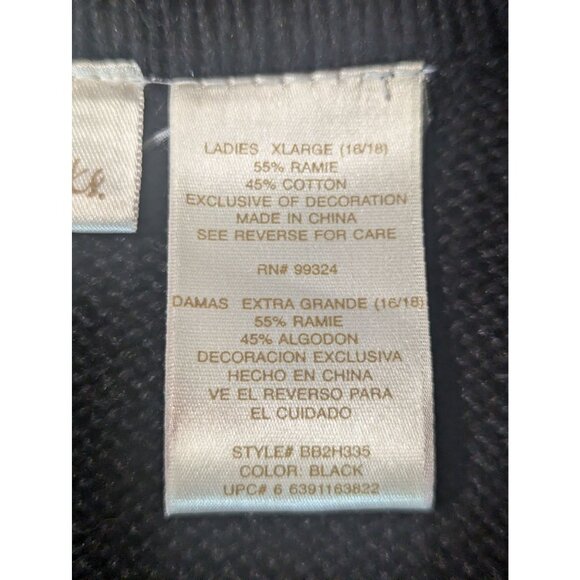 LADIES XLARGE (16/18)
55% RAMIE
45% COTTON
EXCLUSIVE OF DECORATION
MADE IN CHINA
SEE REVERSE FOR CARE
RN# 99324
DAMAS EXTRA GRANDE (16/18)
55% RAMIE
45% ALGODON
DECORACION EXCLUSIVA
HECHO EN CHINA
VE EL REVERSO PARA
EL CUIDADO
STYLE# BB2H335
COLOR: BLACK
UPC# 6 6391163822